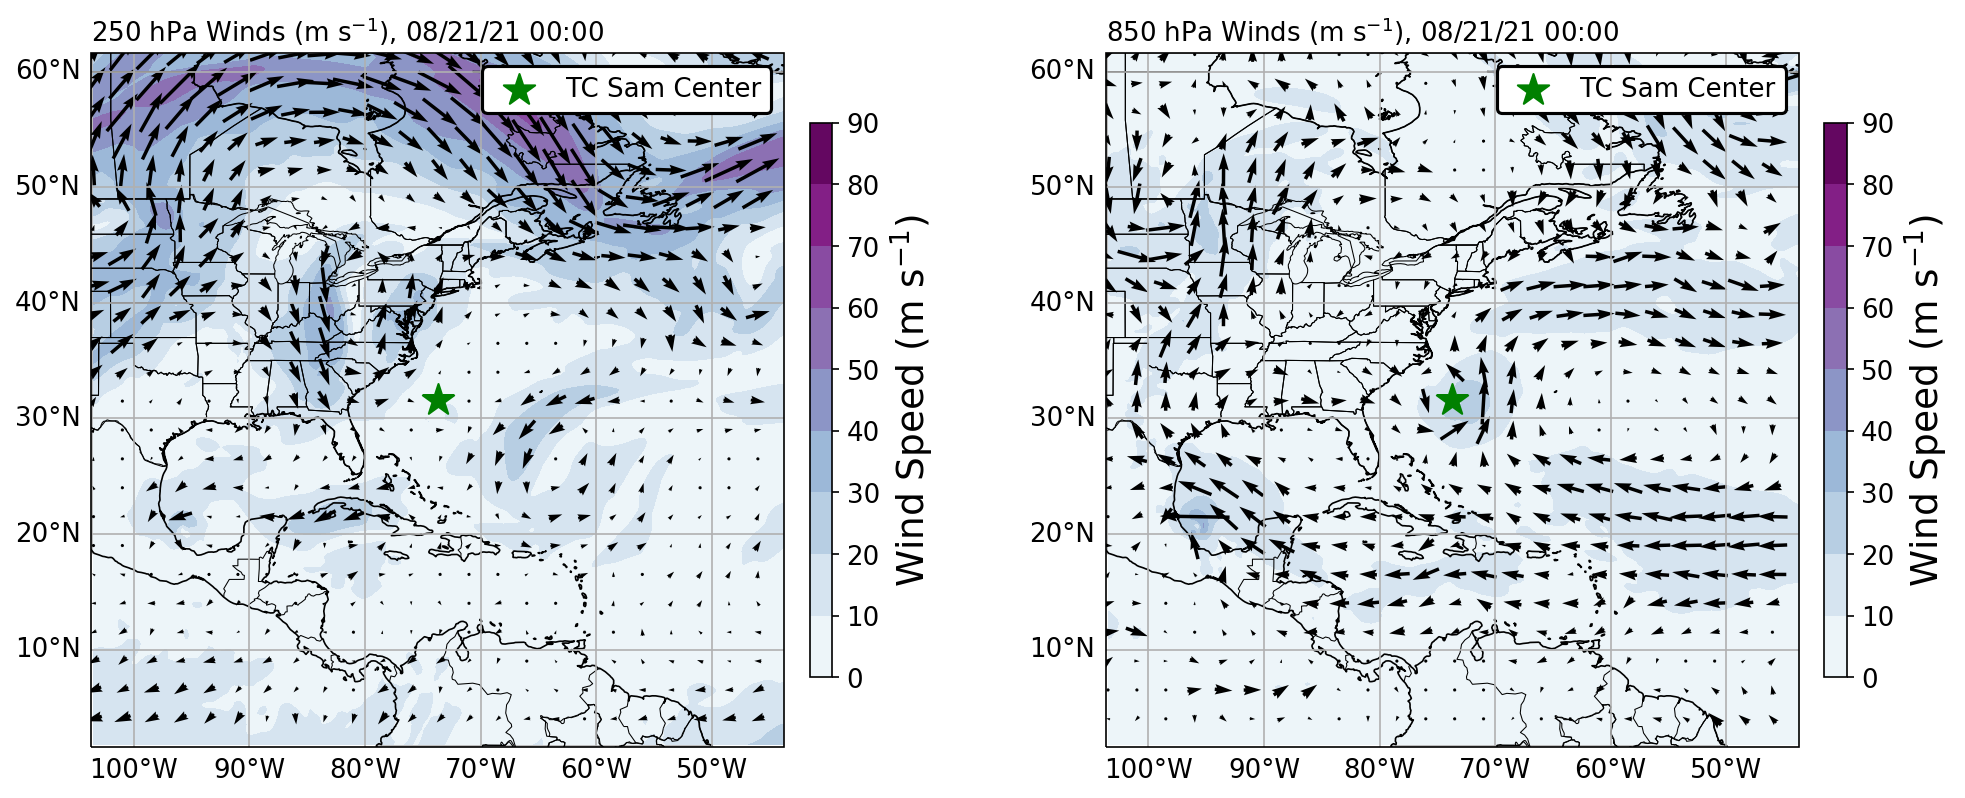 250 hPa Winds (m s⁻¹), 08/21/21 00:00
TC Sam Center
60°N
50°N
40°N
30°N
20°N
10°N
100°W 90°W 80°W 70°W 60°W 50°W
90
80
70
60
50
40
30
20
10
0
Wind Speed (m s⁻¹)
850 hPa Winds (m s⁻¹), 08/21/21 00:00
TC Sam Center
60°N
50°N
40°N
30°N
20°N
10°N
100°W 90°W 80°W 70°W 60°W 50°W
90
80
70
60
50
40
30
20
10
0
Wind Speed (m s⁻¹)